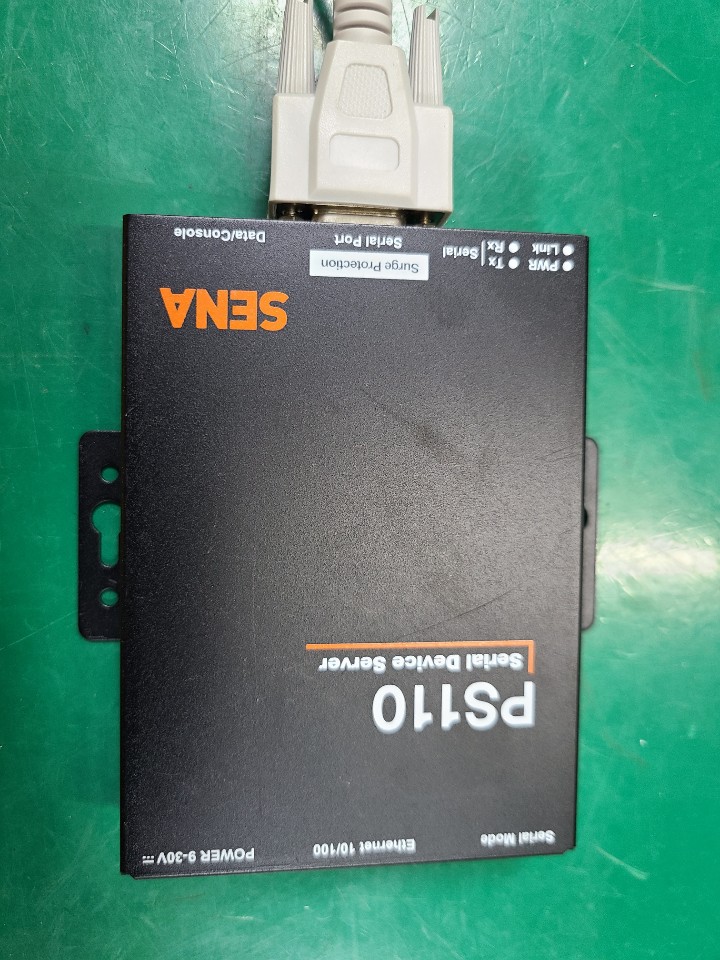 Serial Mode
Ethernet 10/100
POWER 9-30V
PS110
Serial Device Server
SENA
PWR
Link
Tx
Rx
Serial
Surge Protection
Serial Port
Data/Console